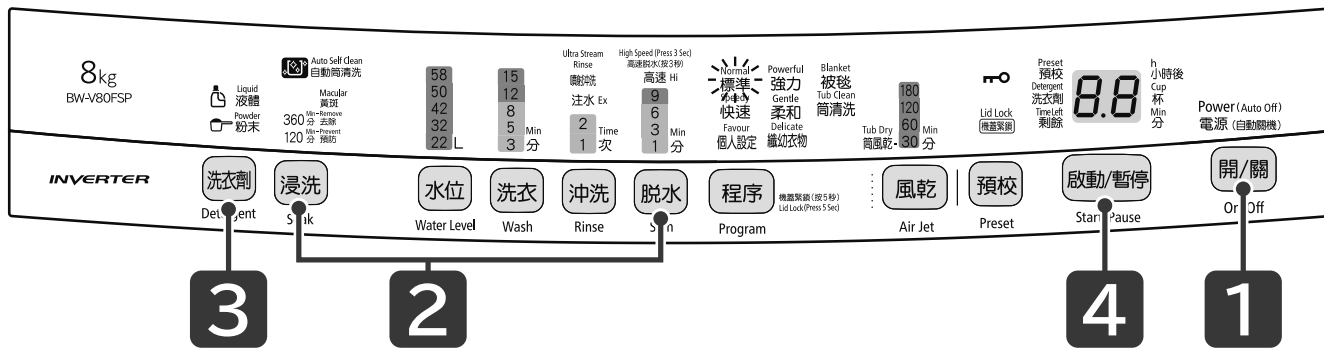 8kg
BW-V80FSP
Auto Self Clean
自動筒清洗
Liquid
液體
Powder
粉末
Macular
黃斑
360 Min-Remove
分 去除
120 Min-Prevent
分 預防
58
50
42
32
22 L
15
12
8
5 Min
3 分
Ultra Stream
Rinse
注水 Ex
2 Time
1 次
High Speed (Press 3 Sec)
高速脫水(按3秒)
高速 Hi
9
6
3 Min
1 分
Normal
標準
Speedy
快速
Favour
個人設定
Powerful
強力
Gentle
柔和
Delicate
纖幼衣物
Blanket
被毯
Tub Clean
筒清洗
180
120
60 Min
Tub Dry
筒風乾-30 分
Lid Lock
機蓋緊鎖
Preset
預校
Detergent
洗衣劑
Time Left
剩餘
8.8
h
小時後
Cup
杯
Min
分
Power (Auto Off)
電源 (自動關機)
INVERTER
洗衣劑
浸洗
水位
Water Level
洗衣
Wash
沖洗
Rinse
脫水
程序
Program
機蓋緊鎖(按5秒)
Lid Lock(Press 5 Sec)
風乾
Air Jet
預校
Preset
啟動/暫停
開/關
3
2
4
1